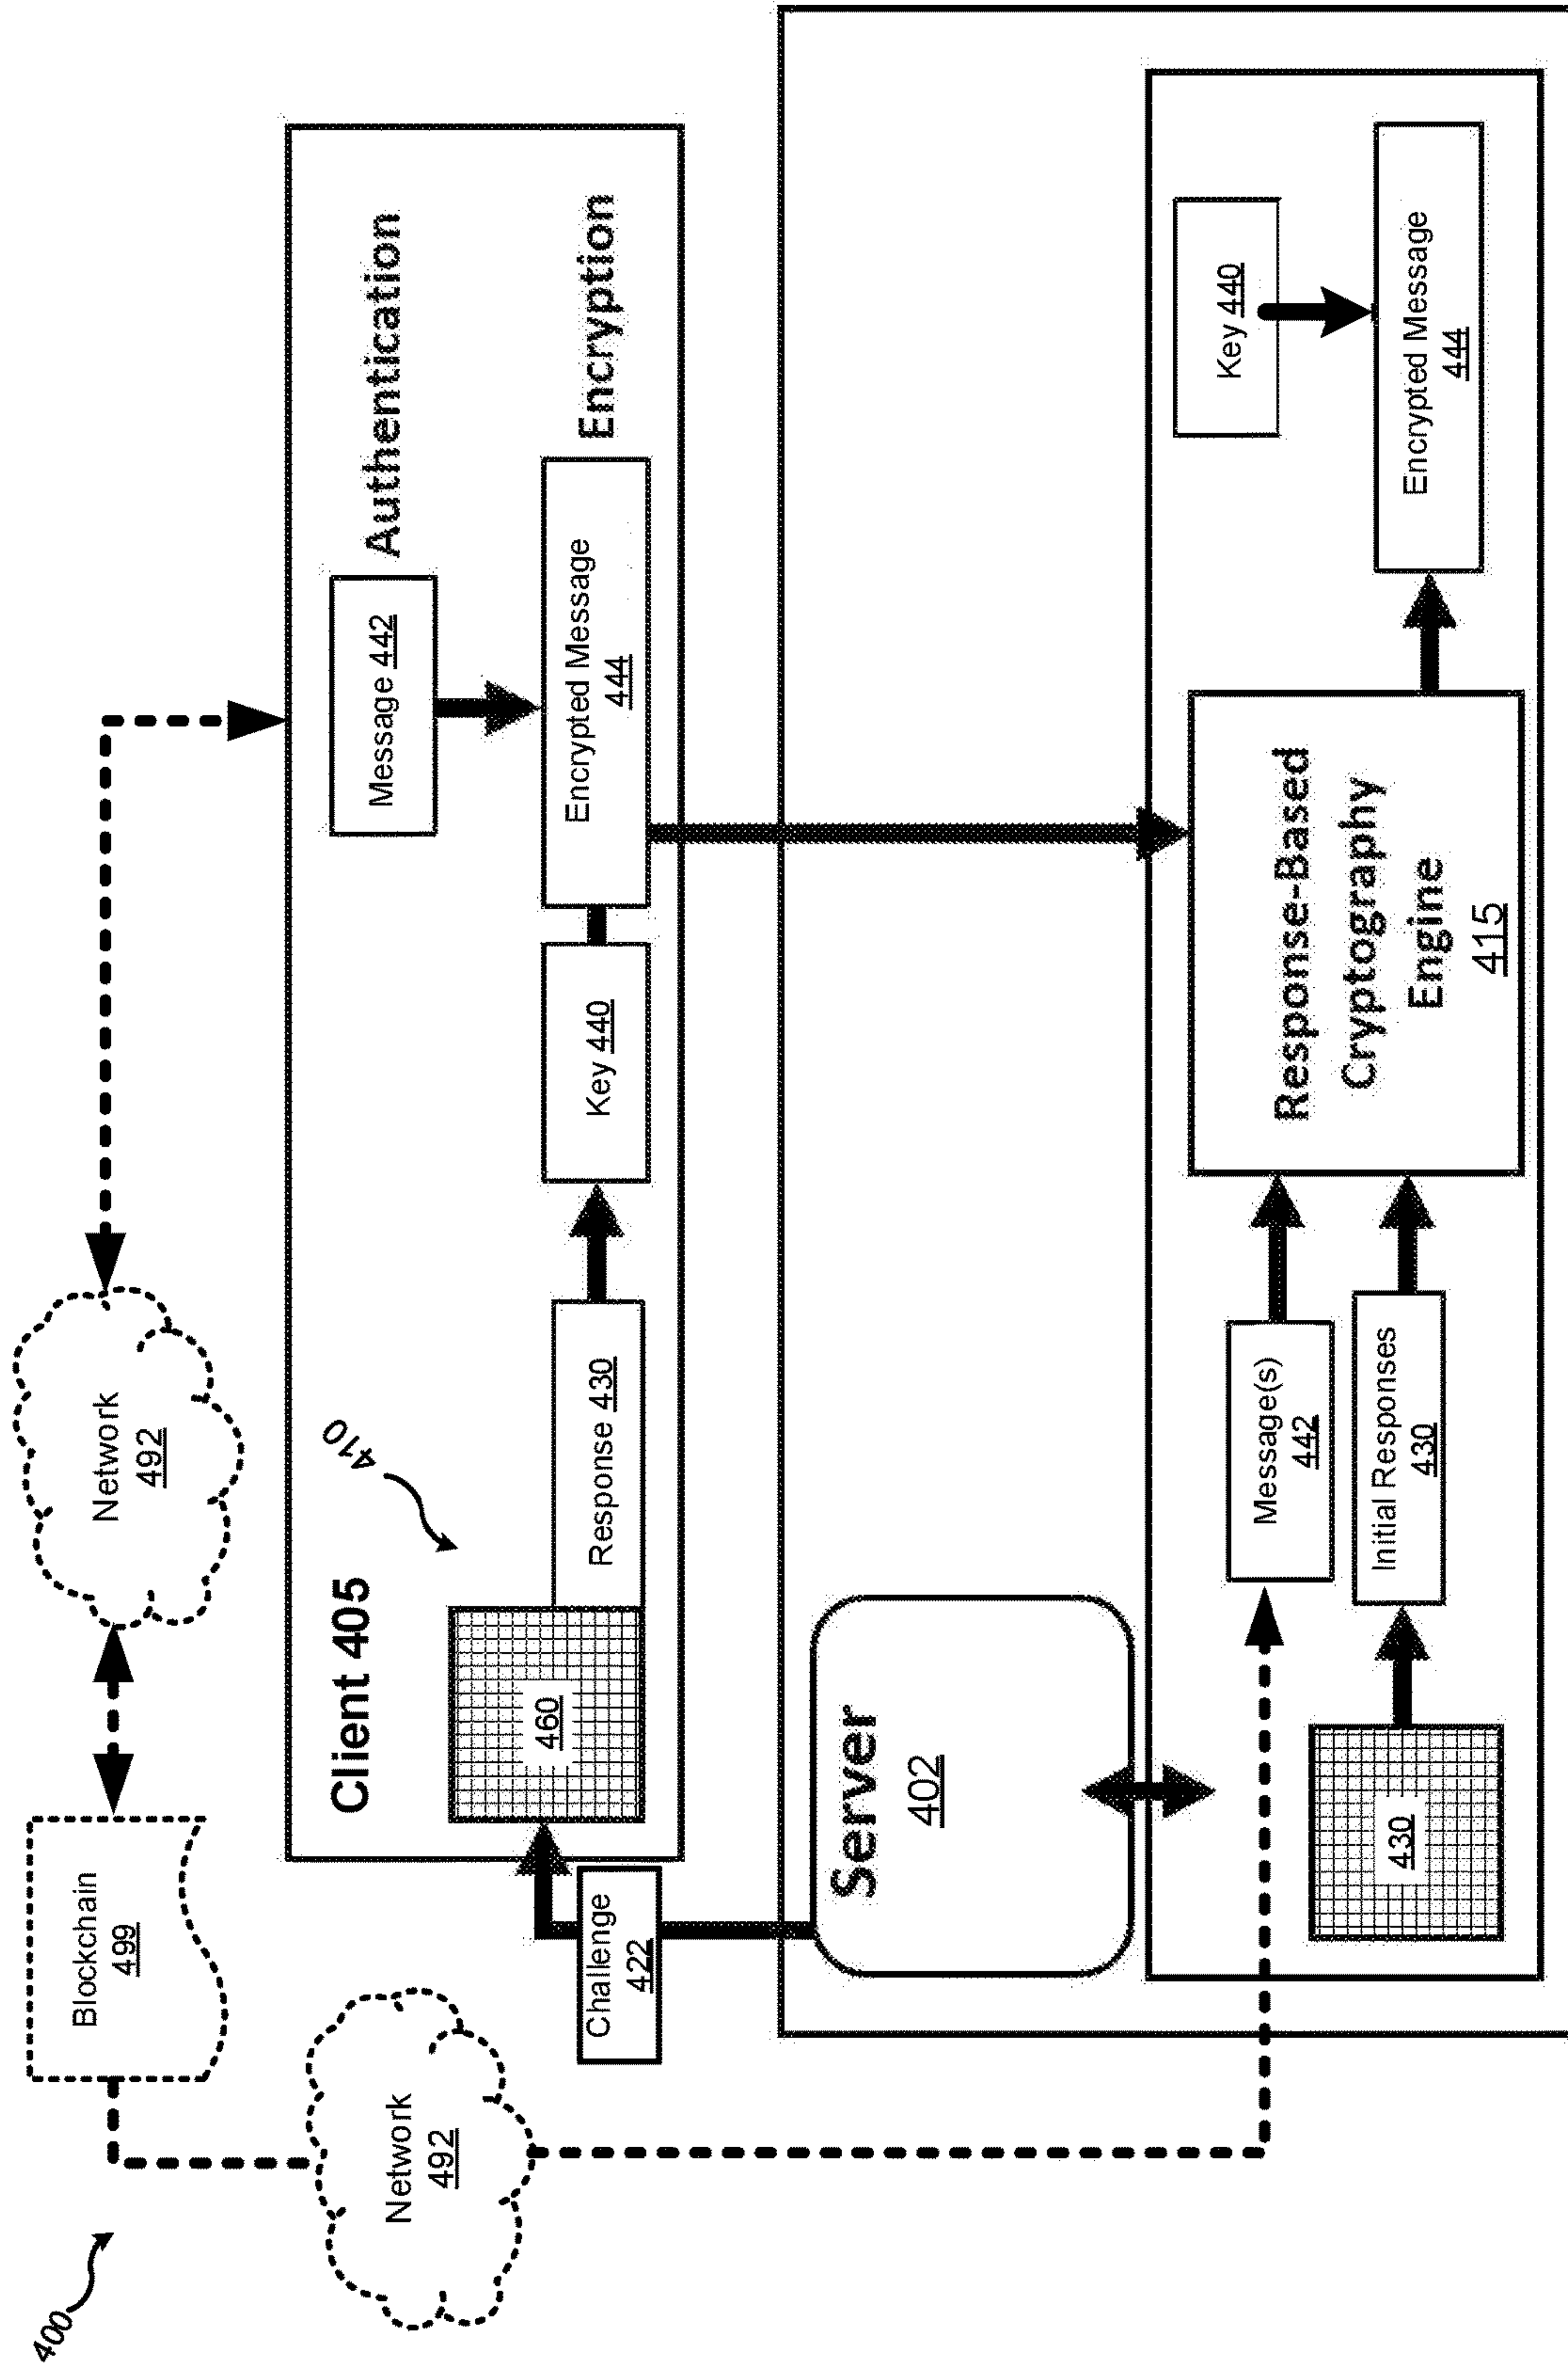 400
Blockchain
499
Network
492
Network
492
Client 405
410
Authentication
Message 442
Encryption
Challenge
422
460
Response 430
Key 440
Encrypted Message
444
Server
402
Message(s)
442
430
Initial Responses
430
Response-Based
Cryptography
Engine
415
Key 440
Encrypted Message
444